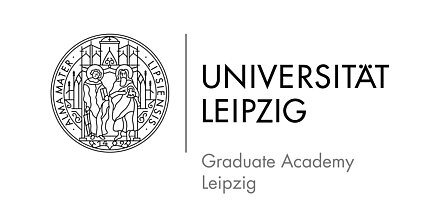 ALMA MATER LIPSIENSIS
UNIVERSITÄT
LEIPZIG
Graduate Academy
Leipzig